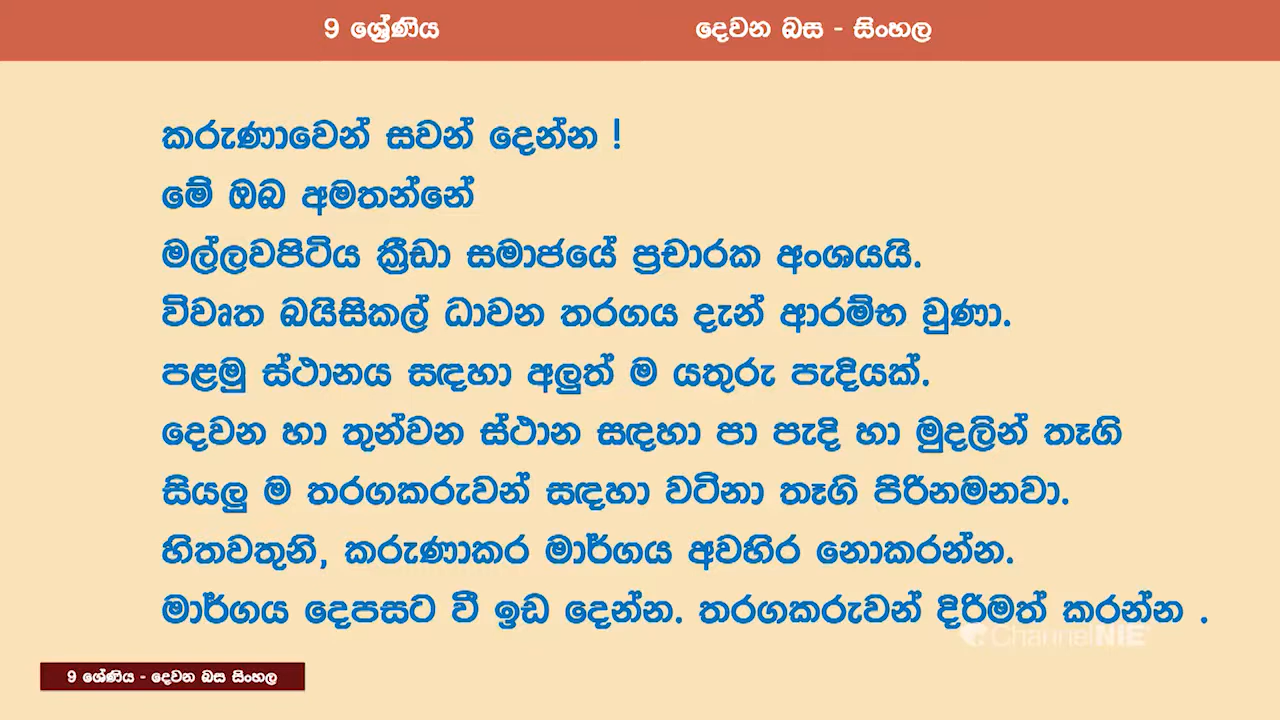 9 ශ්‍රේණිය
දෙවන බස - සිංහල
කරුණාවෙන් සවන් දෙන්න !
මේ ඔබ අමතන්නේ
මල්ලවපිටිය ක්‍රීඩා සමාජයේ ප්‍රචාරක අංශයයි.
විවෘත බයිසිකල් ධාවන තරගය දැන් ආරම්භ වුණා.
පළමු ස්ථානය සඳහා අලුත් ම යතුරු පැදියක්.
දෙවන හා තුන්වන ස්ථාන සඳහා පා පැදි හා මුදලින් තෑගි
සියලු ම තරගකරුවන් සඳහා වටිනා තෑගි පිරිනමනවා.
හිතවතුනි, කරුණාකර මාර්ගය අවහිර නොකරන්න.
මාර්ගය දෙපසට වී ඉඩ දෙන්න. තරගකරුවන් දිරිමත් කරන්න .
Channel NIE
9 ශ්‍රේණිය - දෙවන බස සිංහල